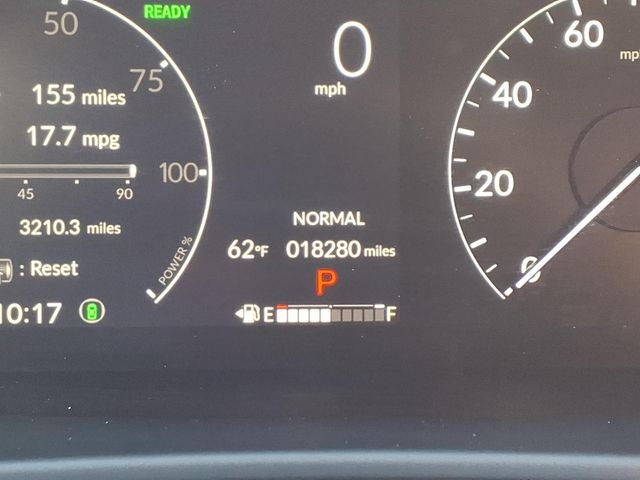 50
READY
75
0
mph
60
mph
155 miles
40
17.7 mpg
100
45
90
20
3210.3 miles
NORMAL
62°F
018280 miles
POWER %
: Reset
P
0
10:17
E
F